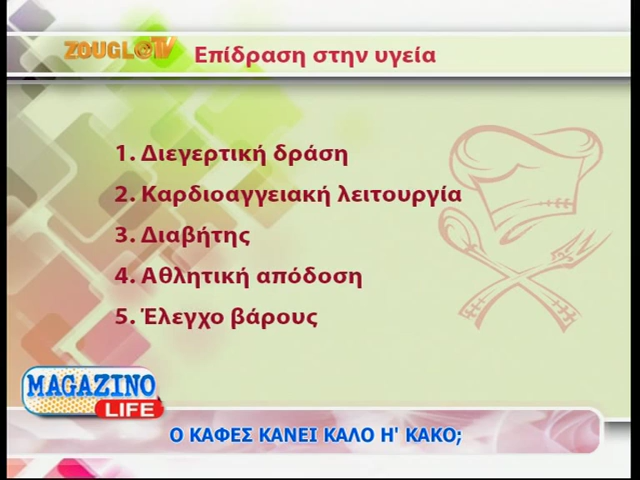 ZOUGL@TV
Επίδραση στην υγεία
1. Διεγερτική δράση
2. Καρδιοαγγειακή λειτουργία
3. Διαβήτης
4. Αθλητική απόδοση
5. Έλεγχο βάρους
MAGAZINO
LIFE
Ο ΚΑΦΕΣ ΚΑΝΕΙ ΚΑΛΟ Η' ΚΑΚΟ;